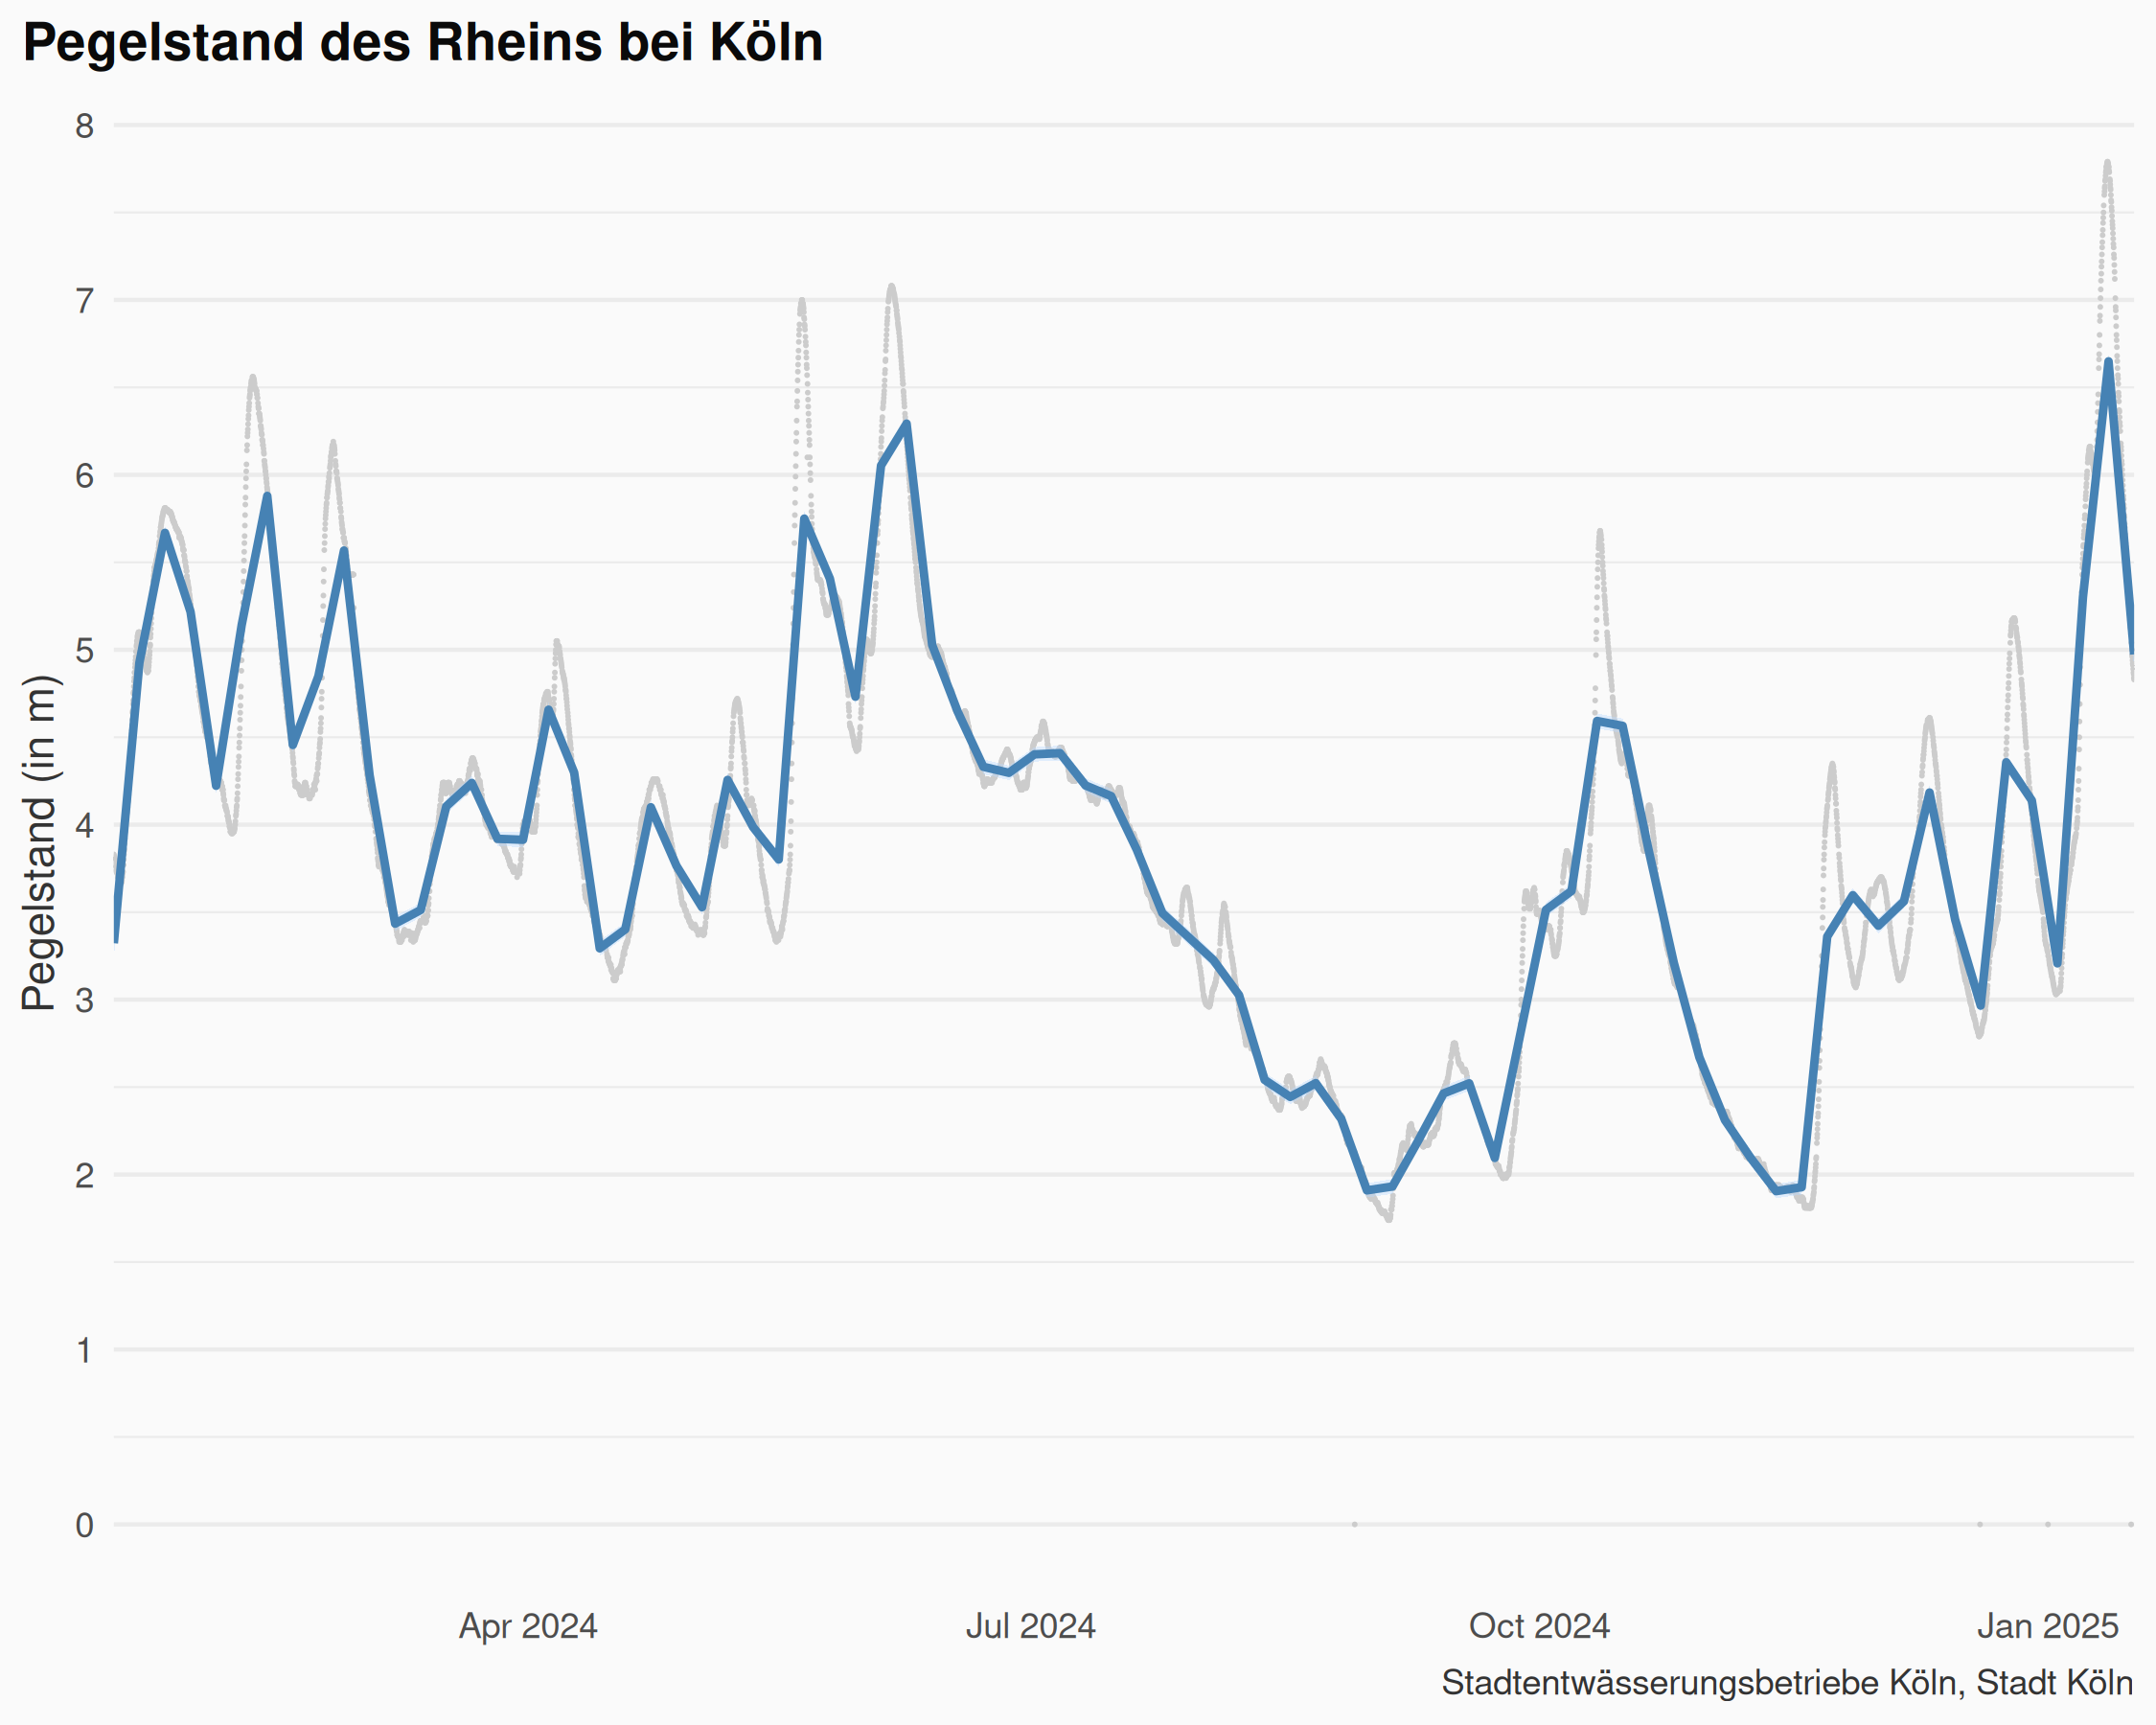 Pegelstand des Rheins bei Köln
Pegelstand (in m)
8
7
6
5
4
3
2
1
0
Apr 2024 Jul 2024 Oct 2024 Jan 2025
Stadtentwässerungsbetriebe Köln, Stadt Köln